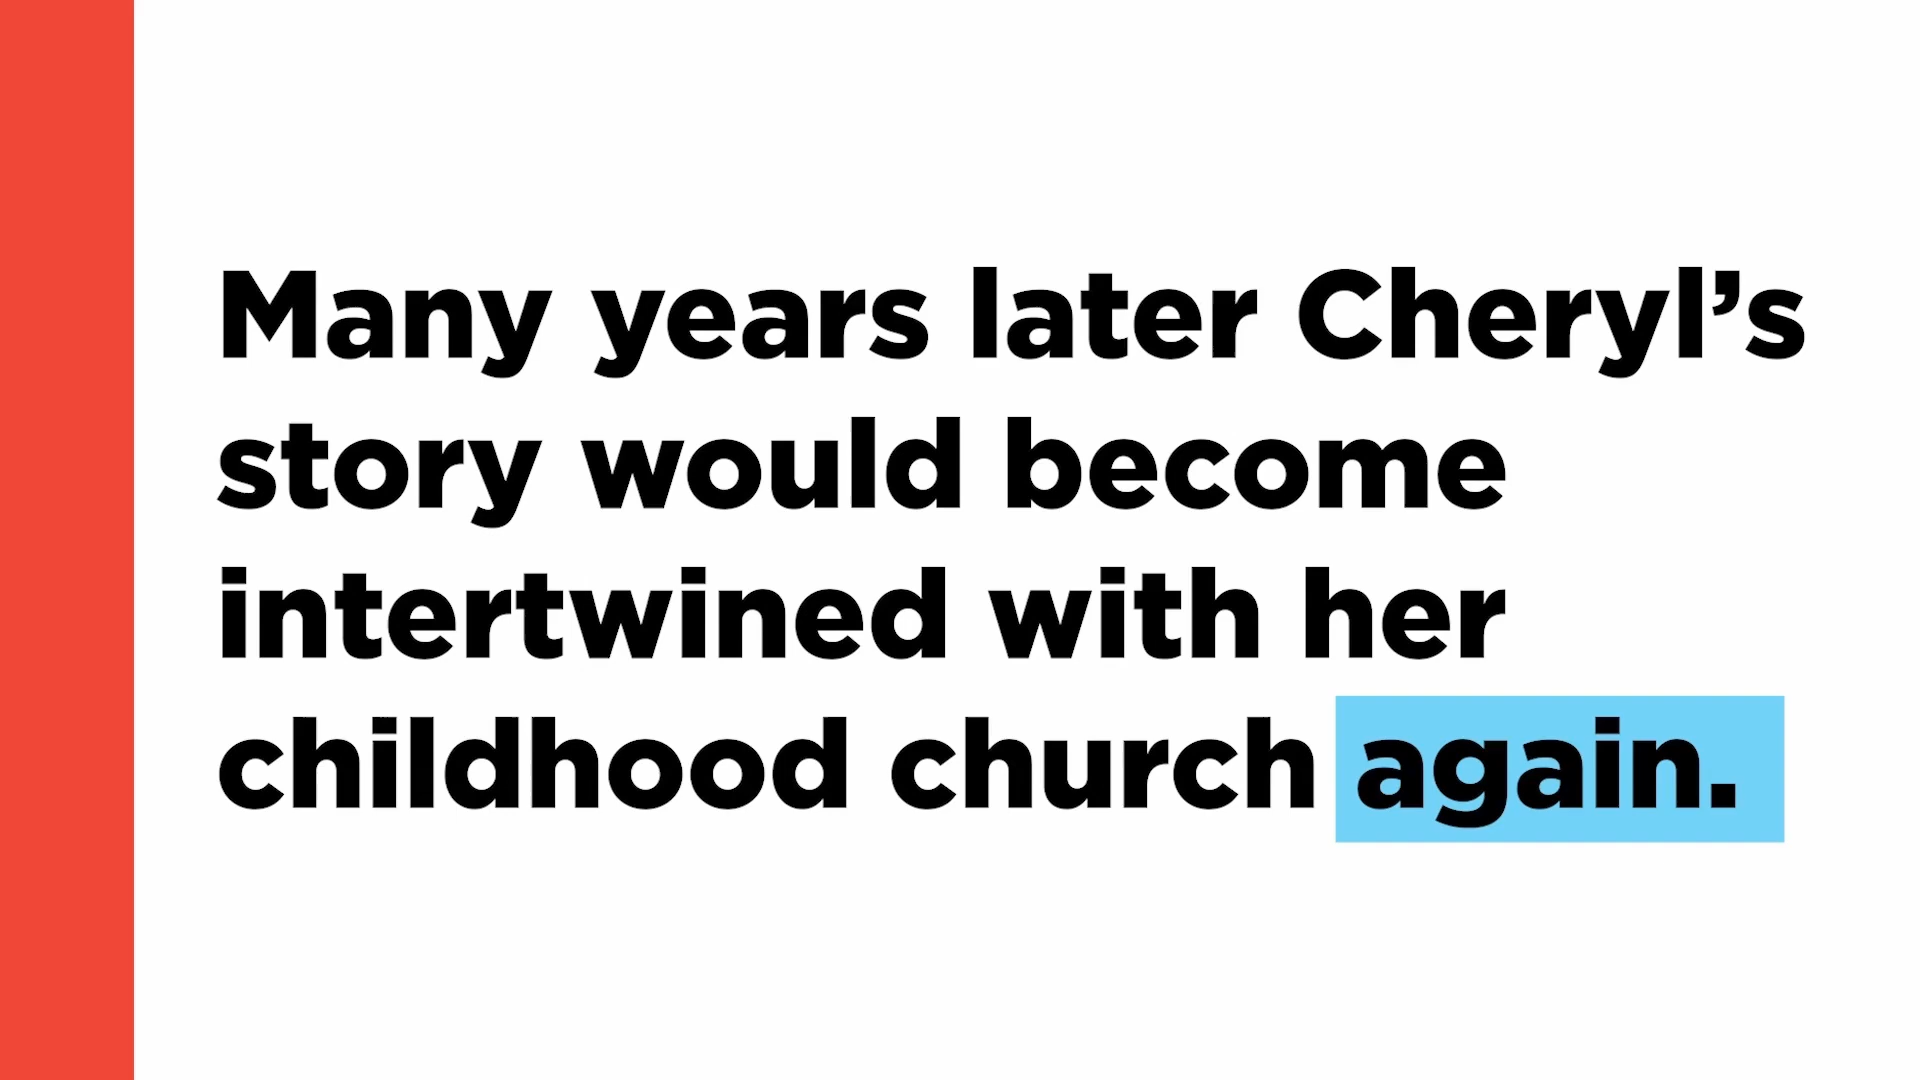 Many years later Cheryl’s
story would become
intertwined with her
childhood church again.